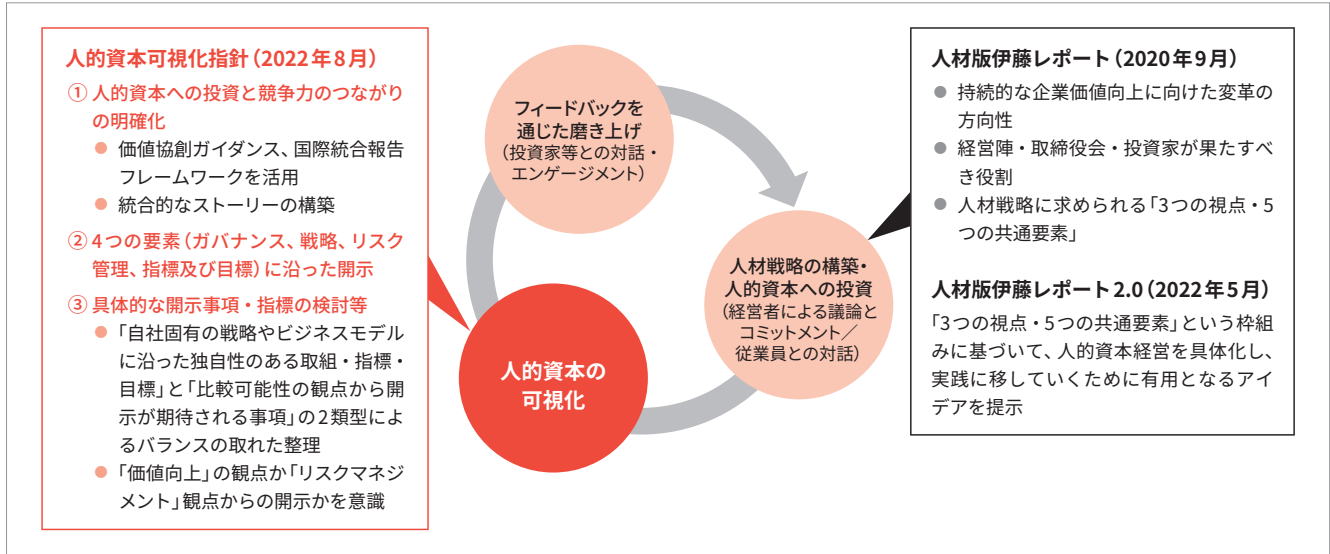 人的資本可視化指針（2022年8月）
① 人的資本への投資と競争力のつながり
の明確化
● 価値協創ガイダンス、国際統合報告
フレームワークを活用
● 統合的なストーリーの構築
② 4つの要素（ガバナンス、戦略、リスク
管理、指標及び目標）に沿った開示
③ 具体的な開示事項・指標の検討等
● 「自社固有の戦略やビジネスモデル
に沿った独自性のある取組・指標・
目標」と「比較可能性の観点から開
示が期待される事項」の2類型によ
るバランスの取れた整理
● 「価値向上」の観点か「リスクマネジ
メント」観点からの開示かを意識
フィードバックを
通じた磨き上げ
（投資家等との対話・
エンゲージメント）
人材戦略の構築・
人的資本への投資
（経営者による議論と
コミットメント／
従業員との対話）
人的資本の
可視化
人材版伊藤レポート（2020年9月）
● 持続的な企業価値向上に向けた変革の
方向性
● 経営陣・取締役会・投資家が果たすべ
き役割
● 人材戦略に求められる「3つの視点・5
つの共通要素」
人材版伊藤レポート2.0（2022年5月）
「3つの視点・5つの共通要素」という枠組
みに基づいて、人的資本経営を具体化し、
実践に移していくために有用となるアイ
デアを提示